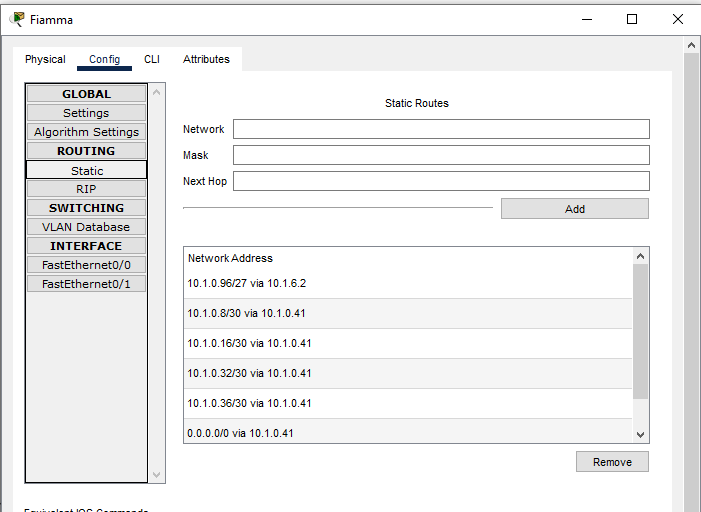 Fiamma
Physical Config CLI Attributes
GLOBAL
Settings
Algorithm Settings
ROUTING
Static
RIP
SWITCHING
VLAN Database
INTERFACE
FastEthernet0/0
FastEthernet0/1
Static Routes
Network
Mask
Next Hop
Add
Network Address
10.1.0.96/27 via 10.1.6.2
10.1.0.8/30 via 10.1.0.41
10.1.0.16/30 via 10.1.0.41
10.1.0.32/30 via 10.1.0.41
10.1.0.36/30 via 10.1.0.41
0.0.0.0/0 via 10.1.0.41
Remove
Equivalent IOS Commands